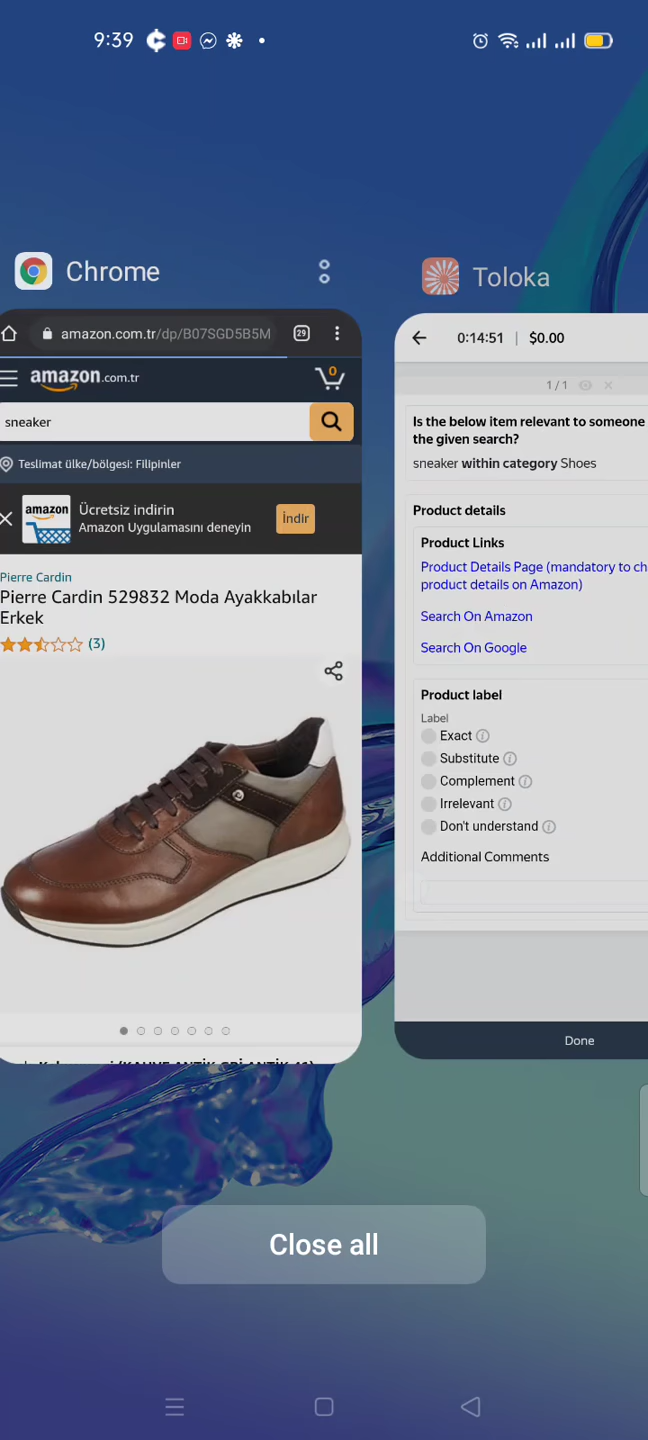 9:39
Chrome
Toloka
amazon.com.tr/dp/B07SGD5B5M
29
amazon.com.tr
0
sneaker
Teslimat ülke/bölgesi: Filipinler
amazon
Ücretsiz indirin
Amazon Uygulamasını deneyin
İndir
Pierre Cardin
Pierre Cardin 529832 Moda Ayakkabılar
Erkek
(3)
0:14:51 | $0.00
1 / 1
Is the below item relevant to someone
the given search?
sneaker within category Shoes
Product details
Product Links
Product Details Page (mandatory to ch
product details on Amazon)
Search On Amazon
Search On Google
Product label
Label
Exact
Substitute
Complement
Irrelevant
Don't understand
Additional Comments
Done
Close all